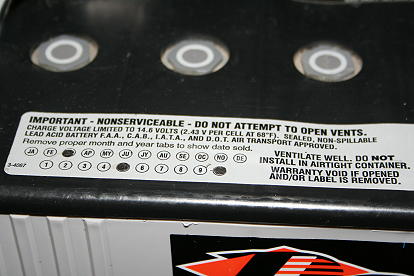 IMPORTANT - NONSERVICEABLE - DO NOT ATTEMPT TO OPEN VENTS.
CHARGE VOLTAGE LIMITED TO 14.6 VOLTS (2.43 V PER CELL AT 68°F). SEALED, NON-SPILLABLE
LEAD ACID BATTERY F.A.A., C.A.B., I.A.T.A., AND D.O.T. AIR TRANSPORT APPROVED.
Remove proper month and year tabs to show date sold.
JA FE AP MY JU JY AU SE OC NO DE
1 2 3 4 6 7 8 9
3-4067
VENTILATE WELL. DO NOT
INSTALL IN AIRTIGHT CONTAINER.
WARRANTY VOID IF OPENED
AND/OR LABEL IS REMOVED.